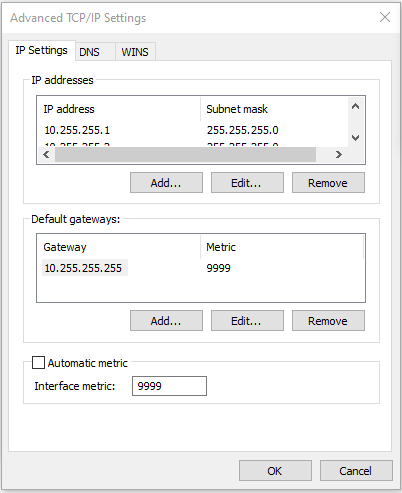 Advanced TCP/IP Settings
IP Settings DNS WINS
IP addresses
IP address Subnet mask
10.255.255.1 255.255.255.0
Add... Edit... Remove
Default gateways:
Gateway Metric
10.255.255.255 9999
Add... Edit... Remove
Automatic metric
Interface metric: 9999
OK Cancel